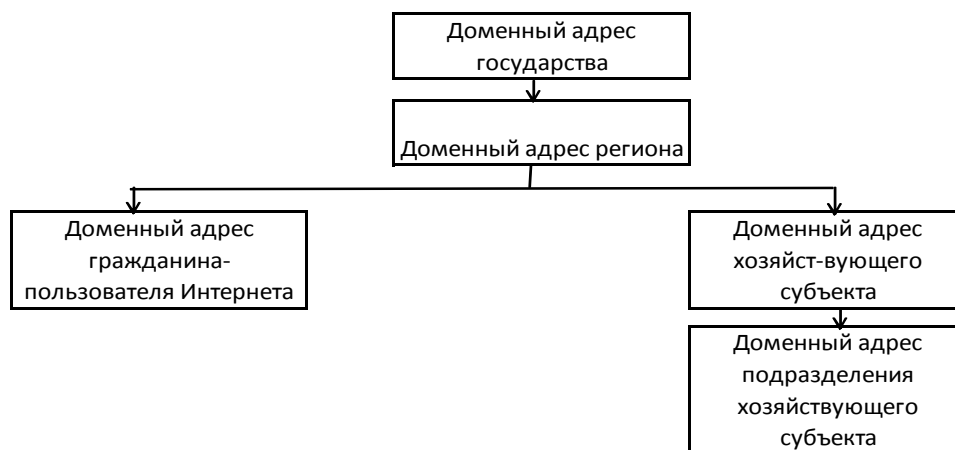 Доменный адрес
государства
Доменный адрес региона
Доменный адрес
гражданина-
пользователя Интернета
Доменный адрес
хозяйст-вующего
субъекта
Доменный адрес
подразделения
хозяйствующего
субъекта